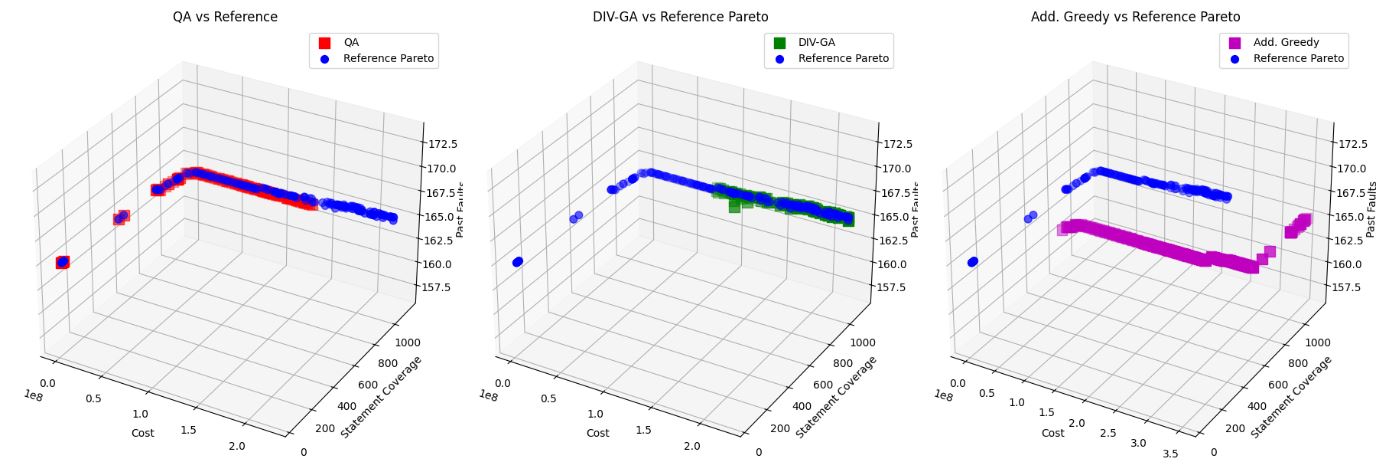 QA vs Reference
QA
Reference Pareto
172.5
170.0
167.5
165.0
162.5
160.0
157.5
Past Faults
1000
800
600
400
200
0
Statement Coverage
0.0
0.5
1.0
1.5
2.0
1e8
Cost
DIV-GA vs Reference Pareto
DIV-GA
Reference Pareto
172.5
170.0
167.5
165.0
162.5
160.0
157.5
Past Faults
1000
800
600
400
200
0
Statement Coverage
0.0
0.5
1.0
1.5
2.0
1e8
Cost
Add. Greedy vs Reference Pareto
Add. Greedy
Reference Pareto
172.5
170.0
167.5
165.0
162.5
160.0
157.5
Past Faults
1000
800
600
400
200
0
Statement Coverage
0.0
0.5
1.0
1.5
2.0
2.5
3.0
3.5
1e8
Cost